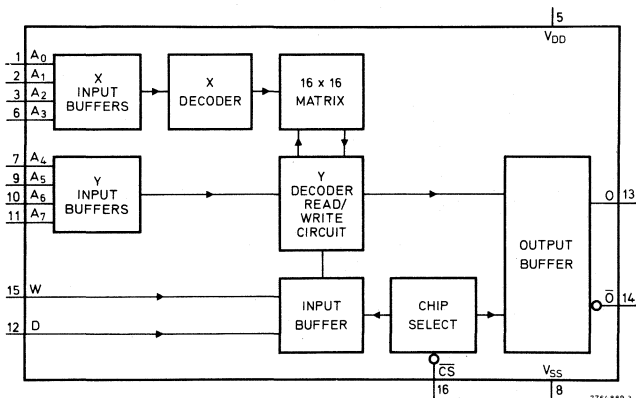 5
VDD
1 A0
2 A1
3 A2
6 A3
X
INPUT
BUFFERS
X
DECODER
16 x 16
MATRIX
7 A4
9 A5
10 A6
11 A7
Y
INPUT
BUFFERS
Y
DECODER
READ/
WRITE
CIRCUIT
OUTPUT
BUFFER
O 13
O̅ 14
15 W
12 D
INPUT
BUFFER
CHIP
SELECT
C̅S̅
16
VSS
8